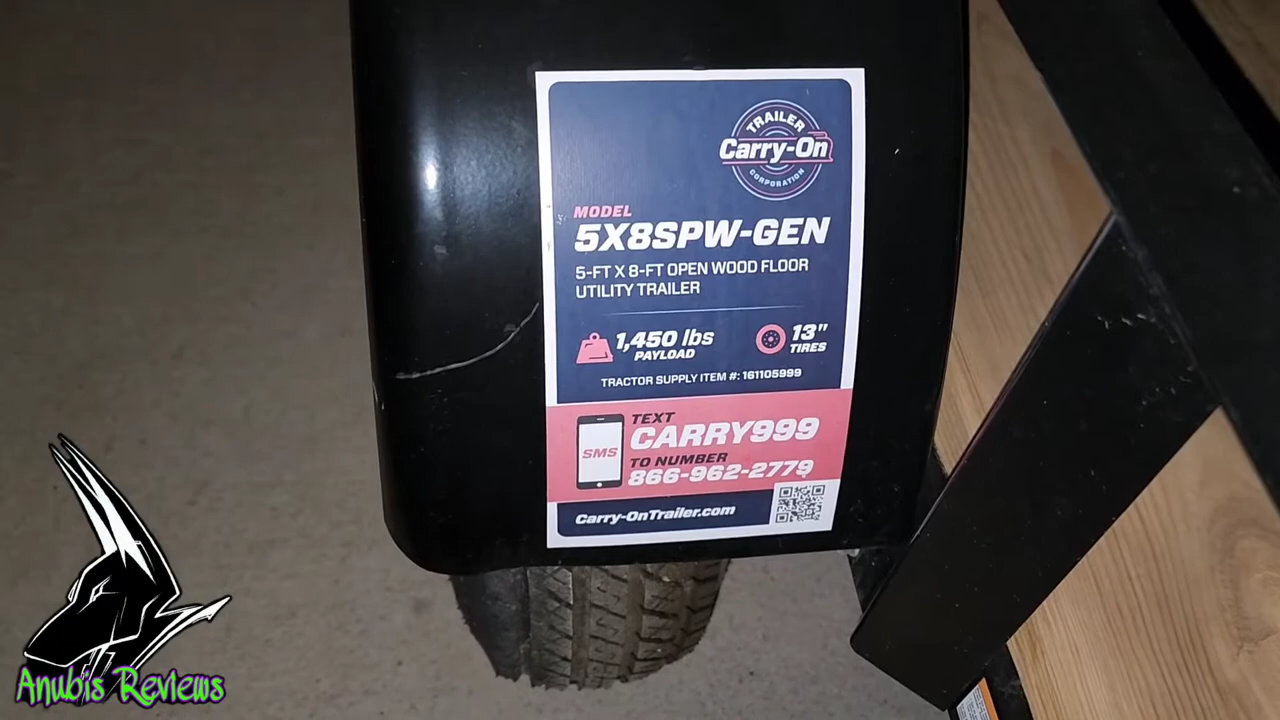 TRAILER
Carry-On
CORPORATION
MODEL
5X8SPW-GEN
5-FT X 8-FT OPEN WOOD FLOOR
UTILITY TRAILER
1,450 lbs
PAYLOAD
13"
TIRES
TRACTOR SUPPLY ITEM #: 161105999
SMS
TEXT
CARRY999
TO NUMBER
866-962-2779
Carry-OnTrailer.com
Anubis Reviews